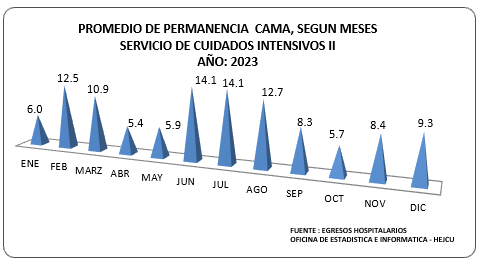 PROMEDIO DE PERMANENCIA CAMA, SEGUN MESES
SERVICIO DE CUIDADOS INTENSIVOS II
AÑO: 2023
6.0
12.5
10.9
5.4
5.9
14.1
14.1
12.7
8.3
5.7
8.4
9.3
ENE
FEB
MARZ
ABR
MAY
JUN
JUL
AGO
SEP
OCT
NOV
DIC
FUENTE : EGRESOS HOSPITALARIOS
OFICINA DE ESTADISTICA E INFORMATICA - HEJCU